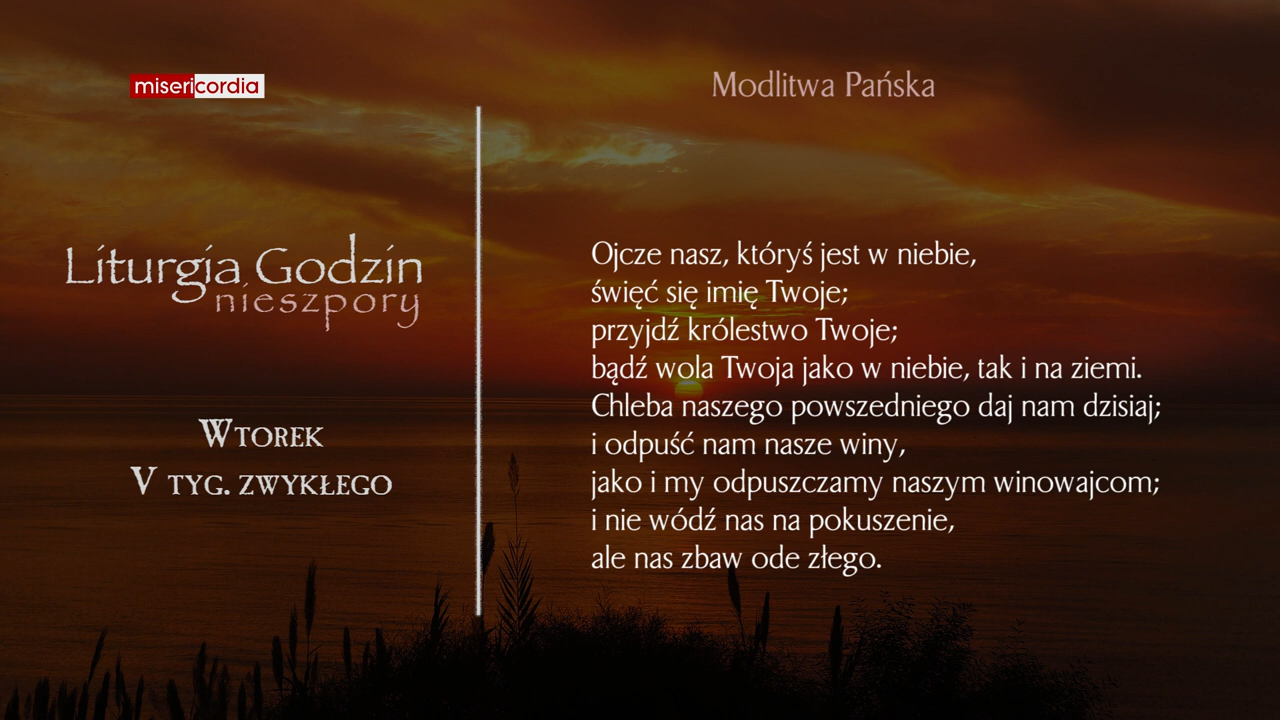 misericordia
Liturgia Godzin
nieszpory
Wtorek
V tyg. zwykłego
Modlitwa Pańska
Ojcze nasz, któryś jest w niebie,
święć się imię Twoje;
przyjdź królestwo Twoje;
bądź wola Twoja jako w niebie, tak i na ziemi.
Chleba naszego powszedniego daj nam dzisiaj;
i odpuść nam nasze winy,
jako i my odpuszczamy naszym winowajcom;
i nie wódź nas na pokuszenie,
ale nas zbaw ode złego.